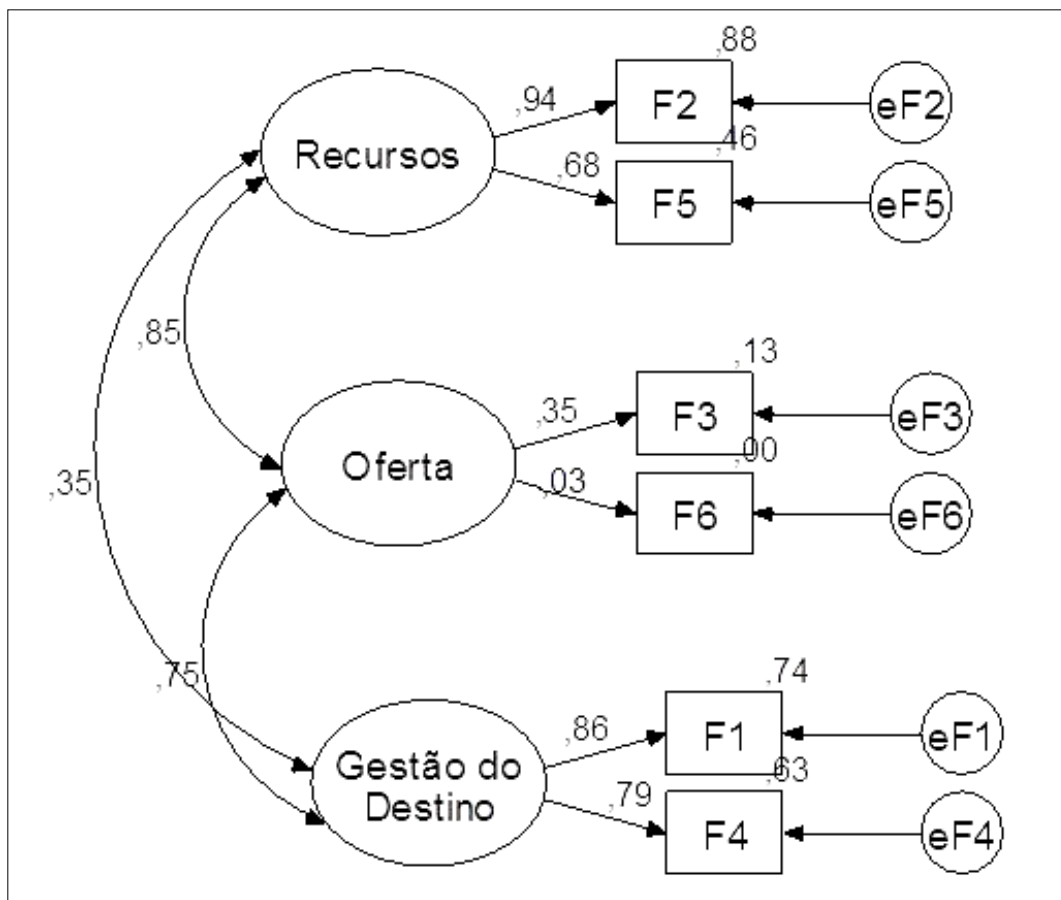 ,88
,94
F2
eF2
Recursos
,46
,68
F5
eF5
,85
,13
,35
F3
eF3
Oferta
,00
,03
F6
eF6
,35
,75
,74
,86
F1
eF1
Gestão do
Destino
,63
,79
F4
eF4